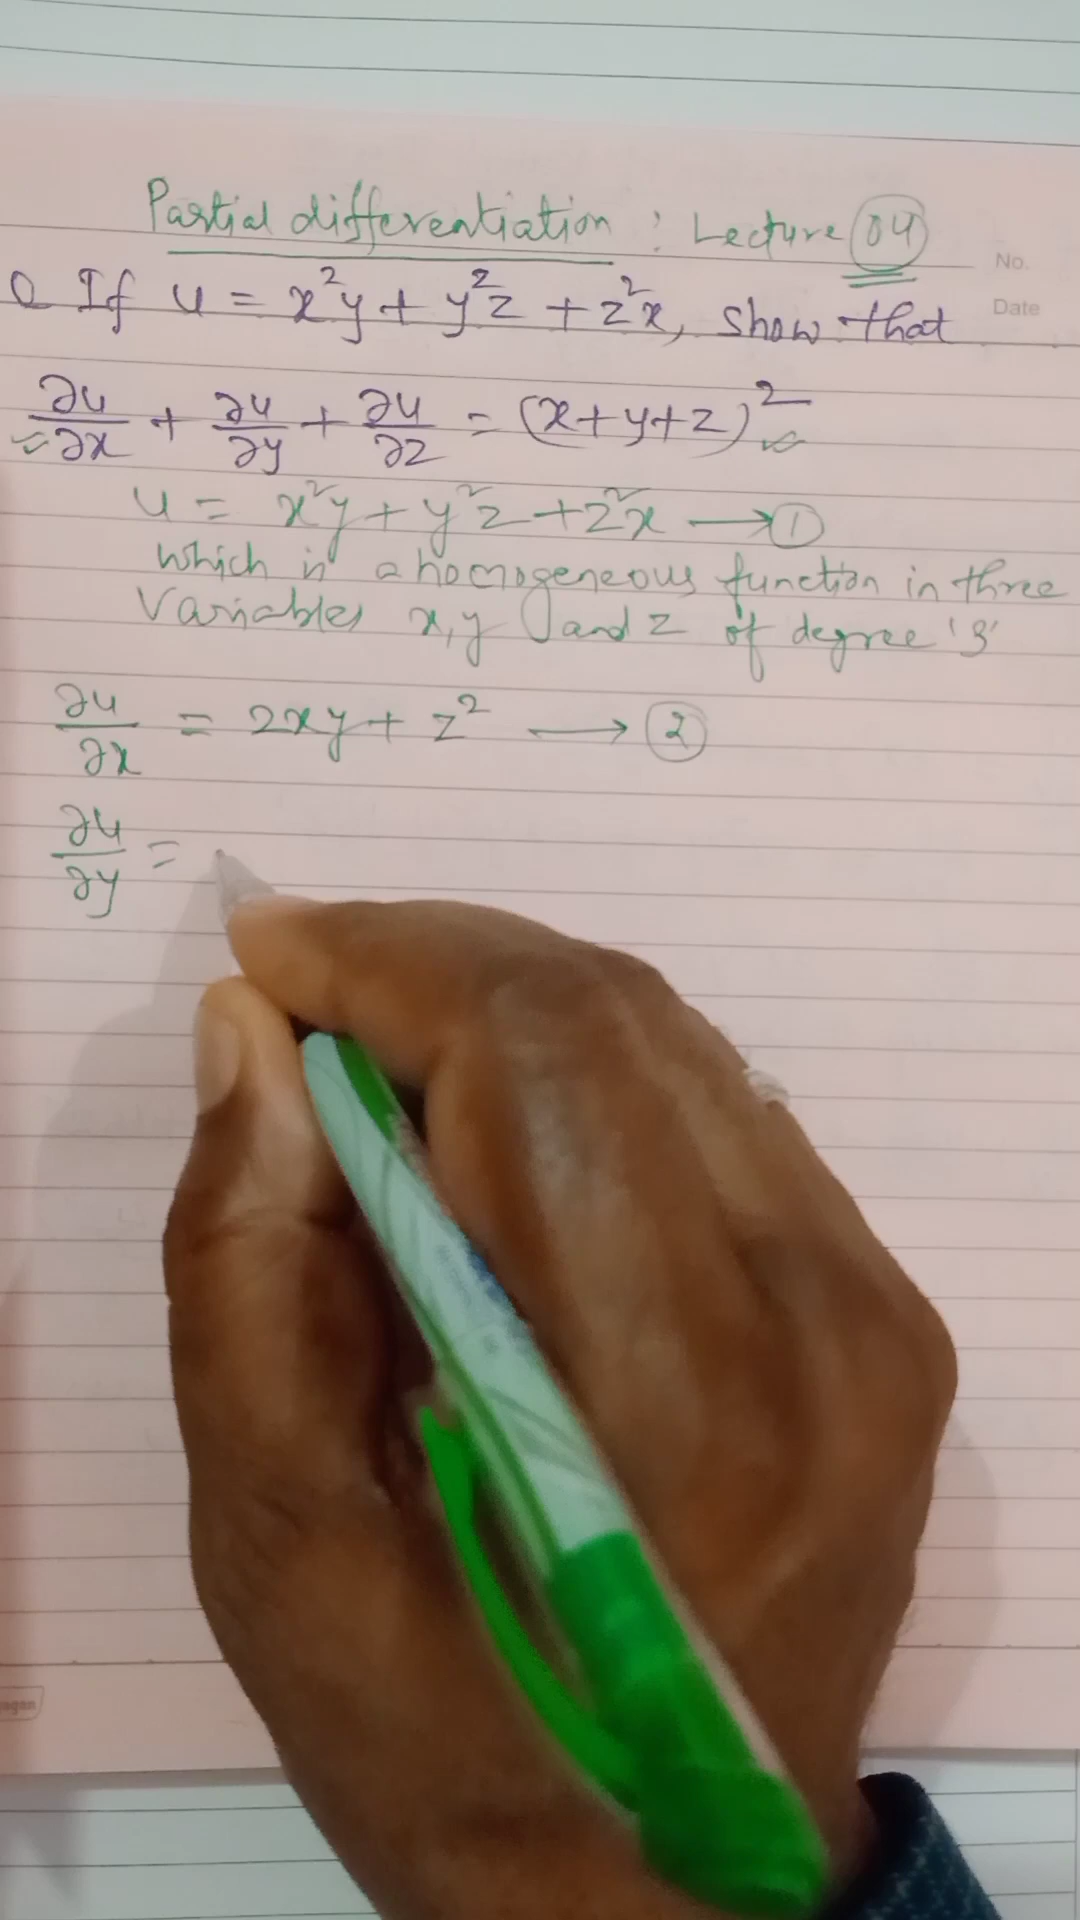 Partial differentiation : Lecture 04
No.
Q If u = x²y + y²z + z²x, show that
Date
∂u/∂x + ∂u/∂y + ∂u/∂z = (x+y+z)²
u = x²y + y²z + z²x → 1
which is a homogeneous function in three
Variables x, y and z of degree '3'
∂u/∂x = 2xy + z² → 2
∂u/∂y =